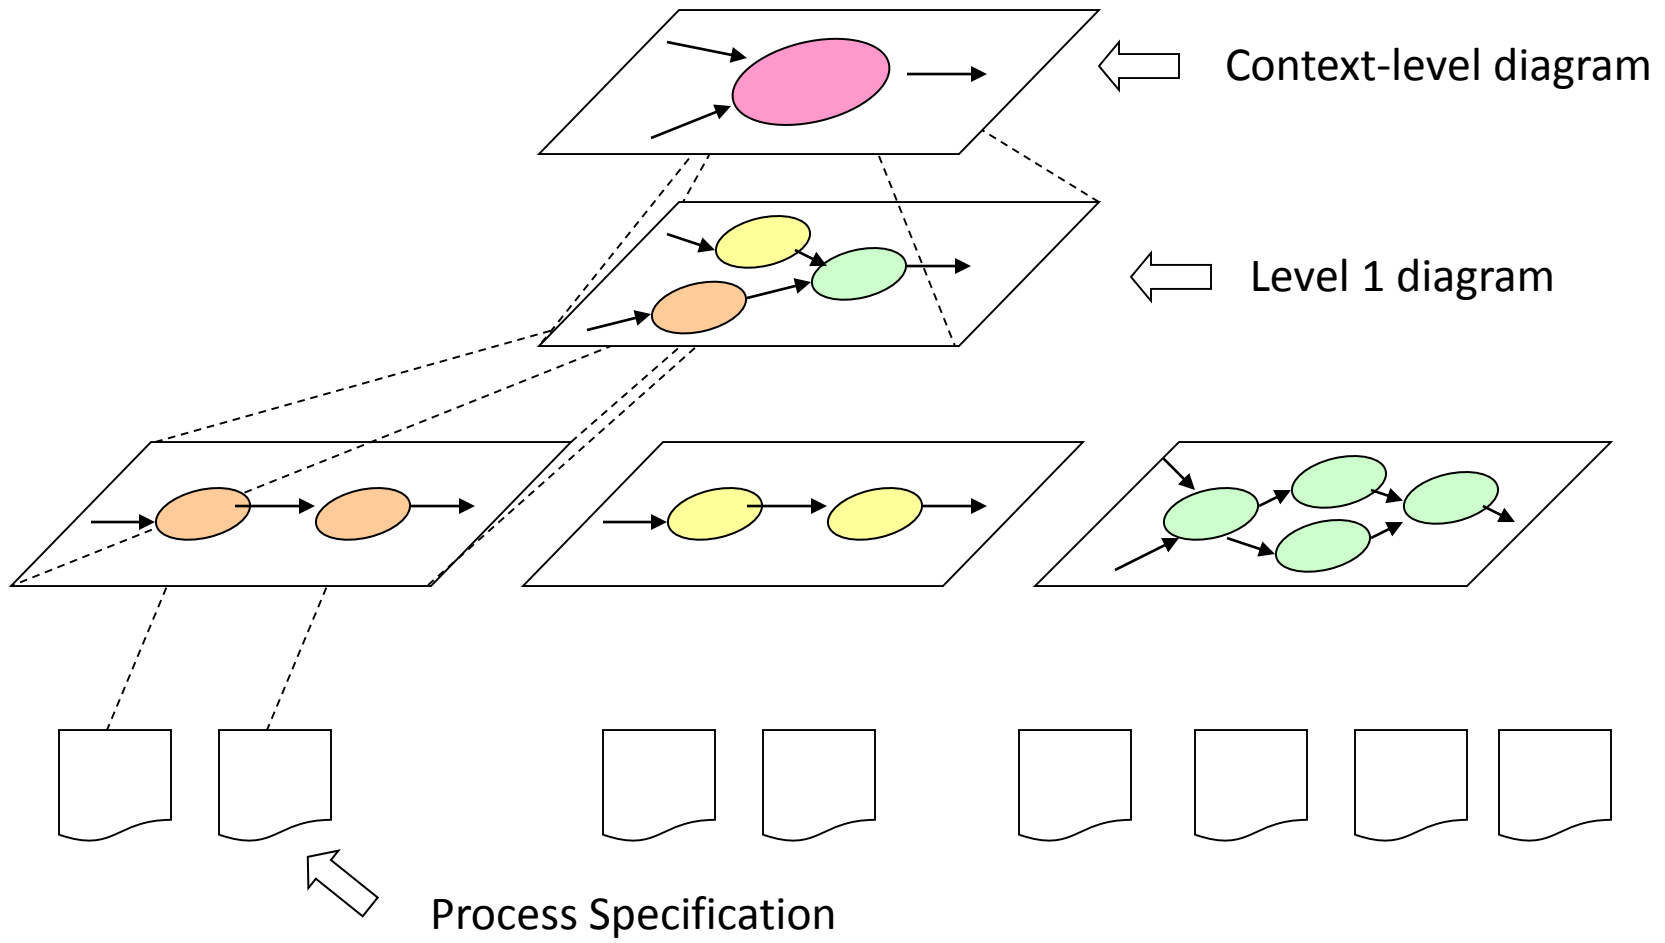 Context-level diagram
Level 1 diagram
Process Specification